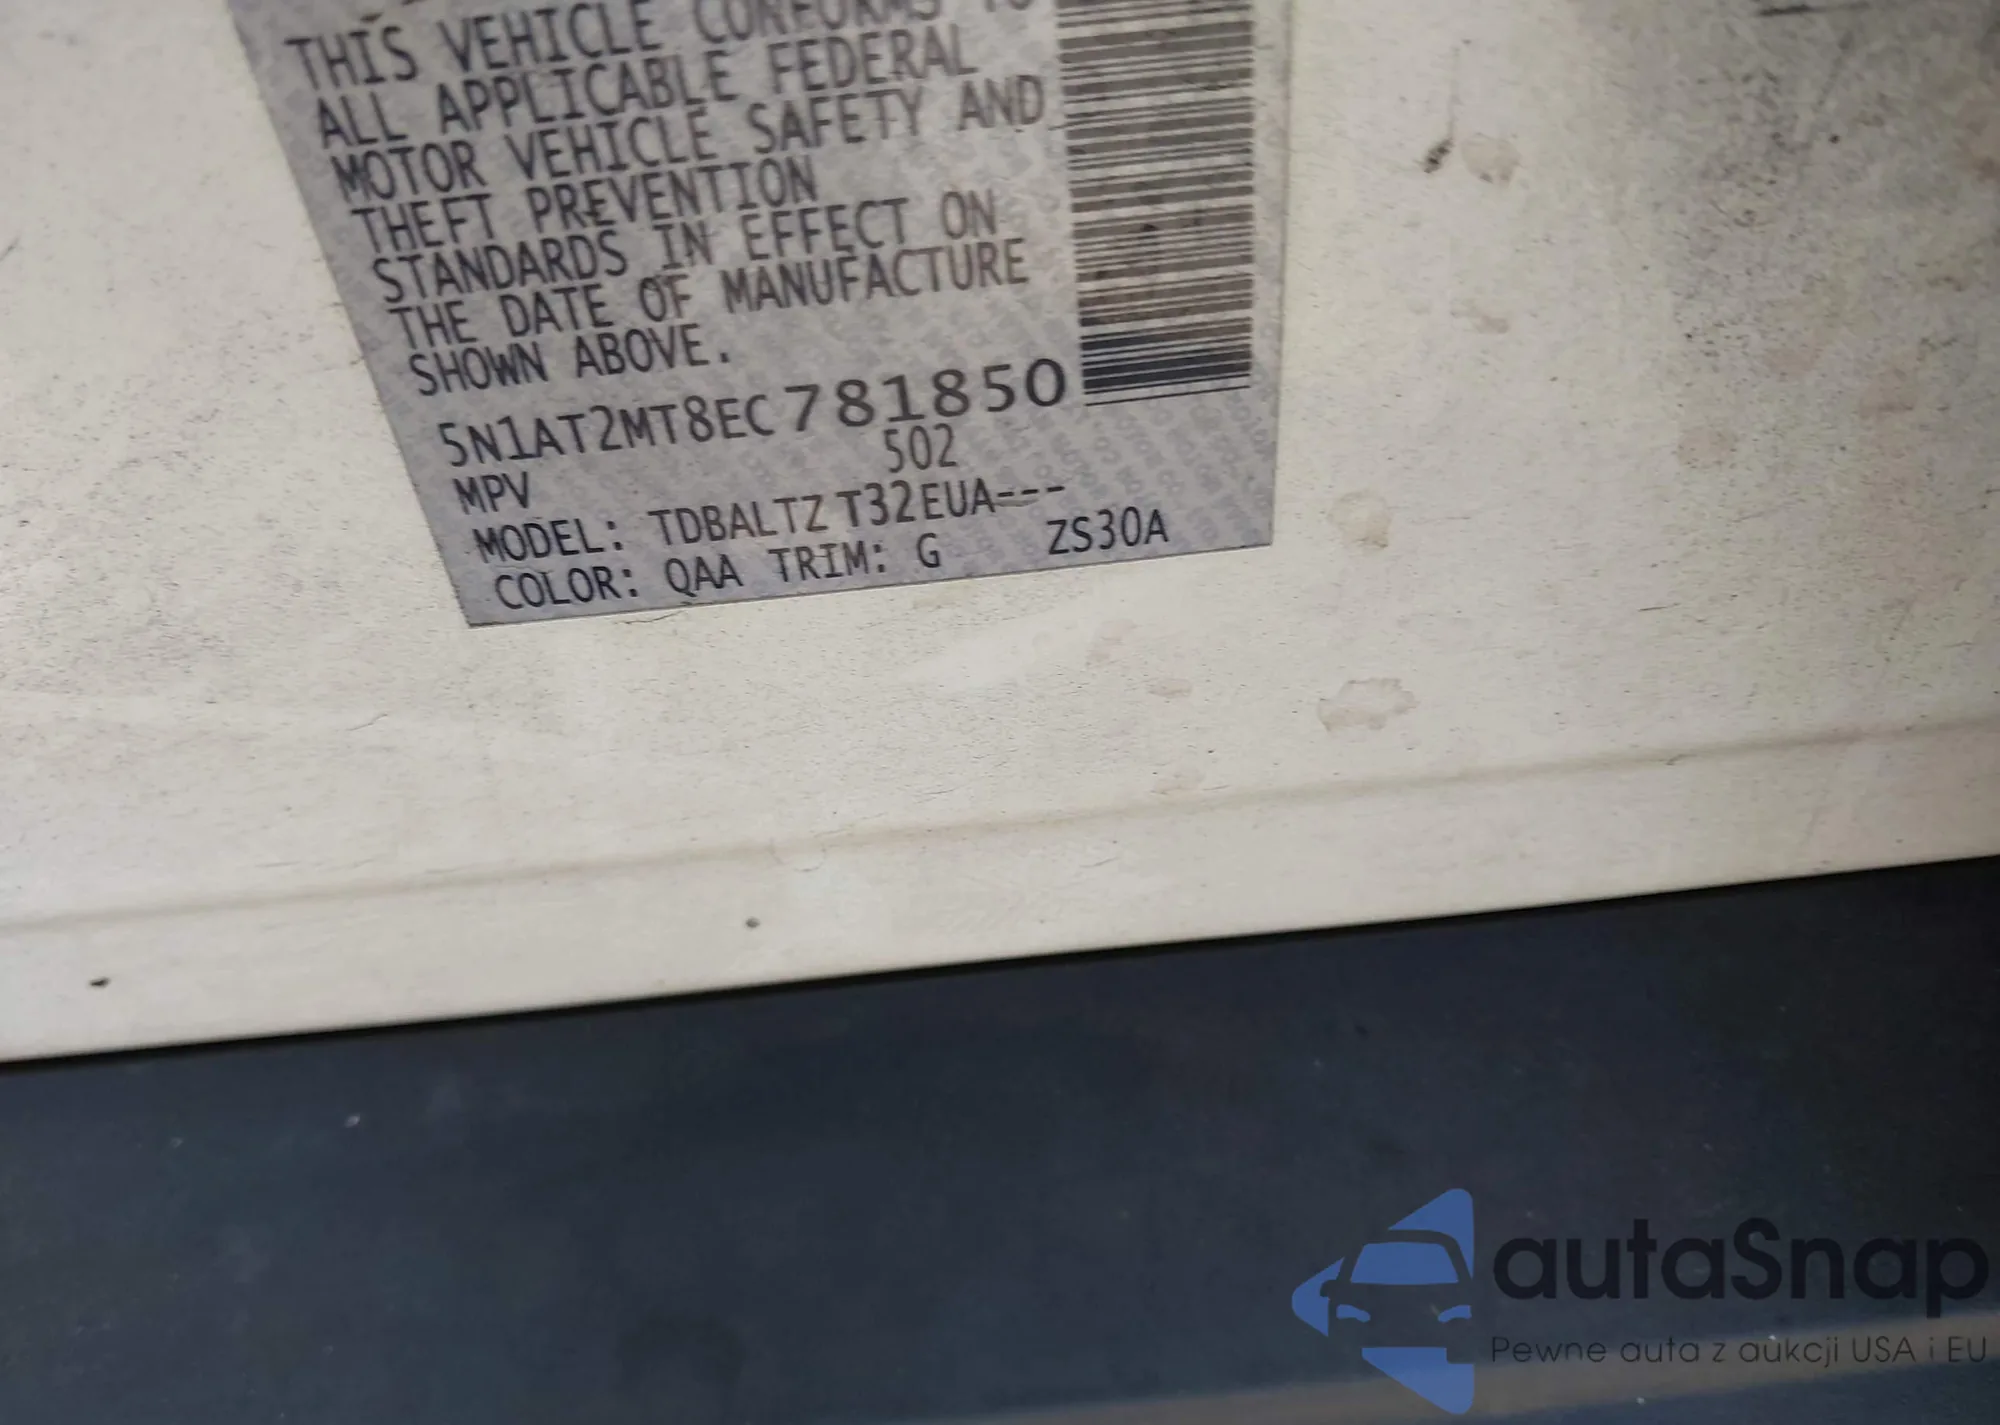 THIS VEHICLE CONFORMS TO
ALL APPLICABLE FEDERAL
MOTOR VEHICLE SAFETY AND
THEFT PREVENTION
STANDARDS IN EFFECT ON
THE DATE OF MANUFACTURE
SHOWN ABOVE.
5N1AT2MT8EC781850
MPV 502
MODEL: TDBALTZ T32EUA---
COLOR: QAA TRIM: G ZS30A
autaSnap
Pewne auta z aukcji USA i EU